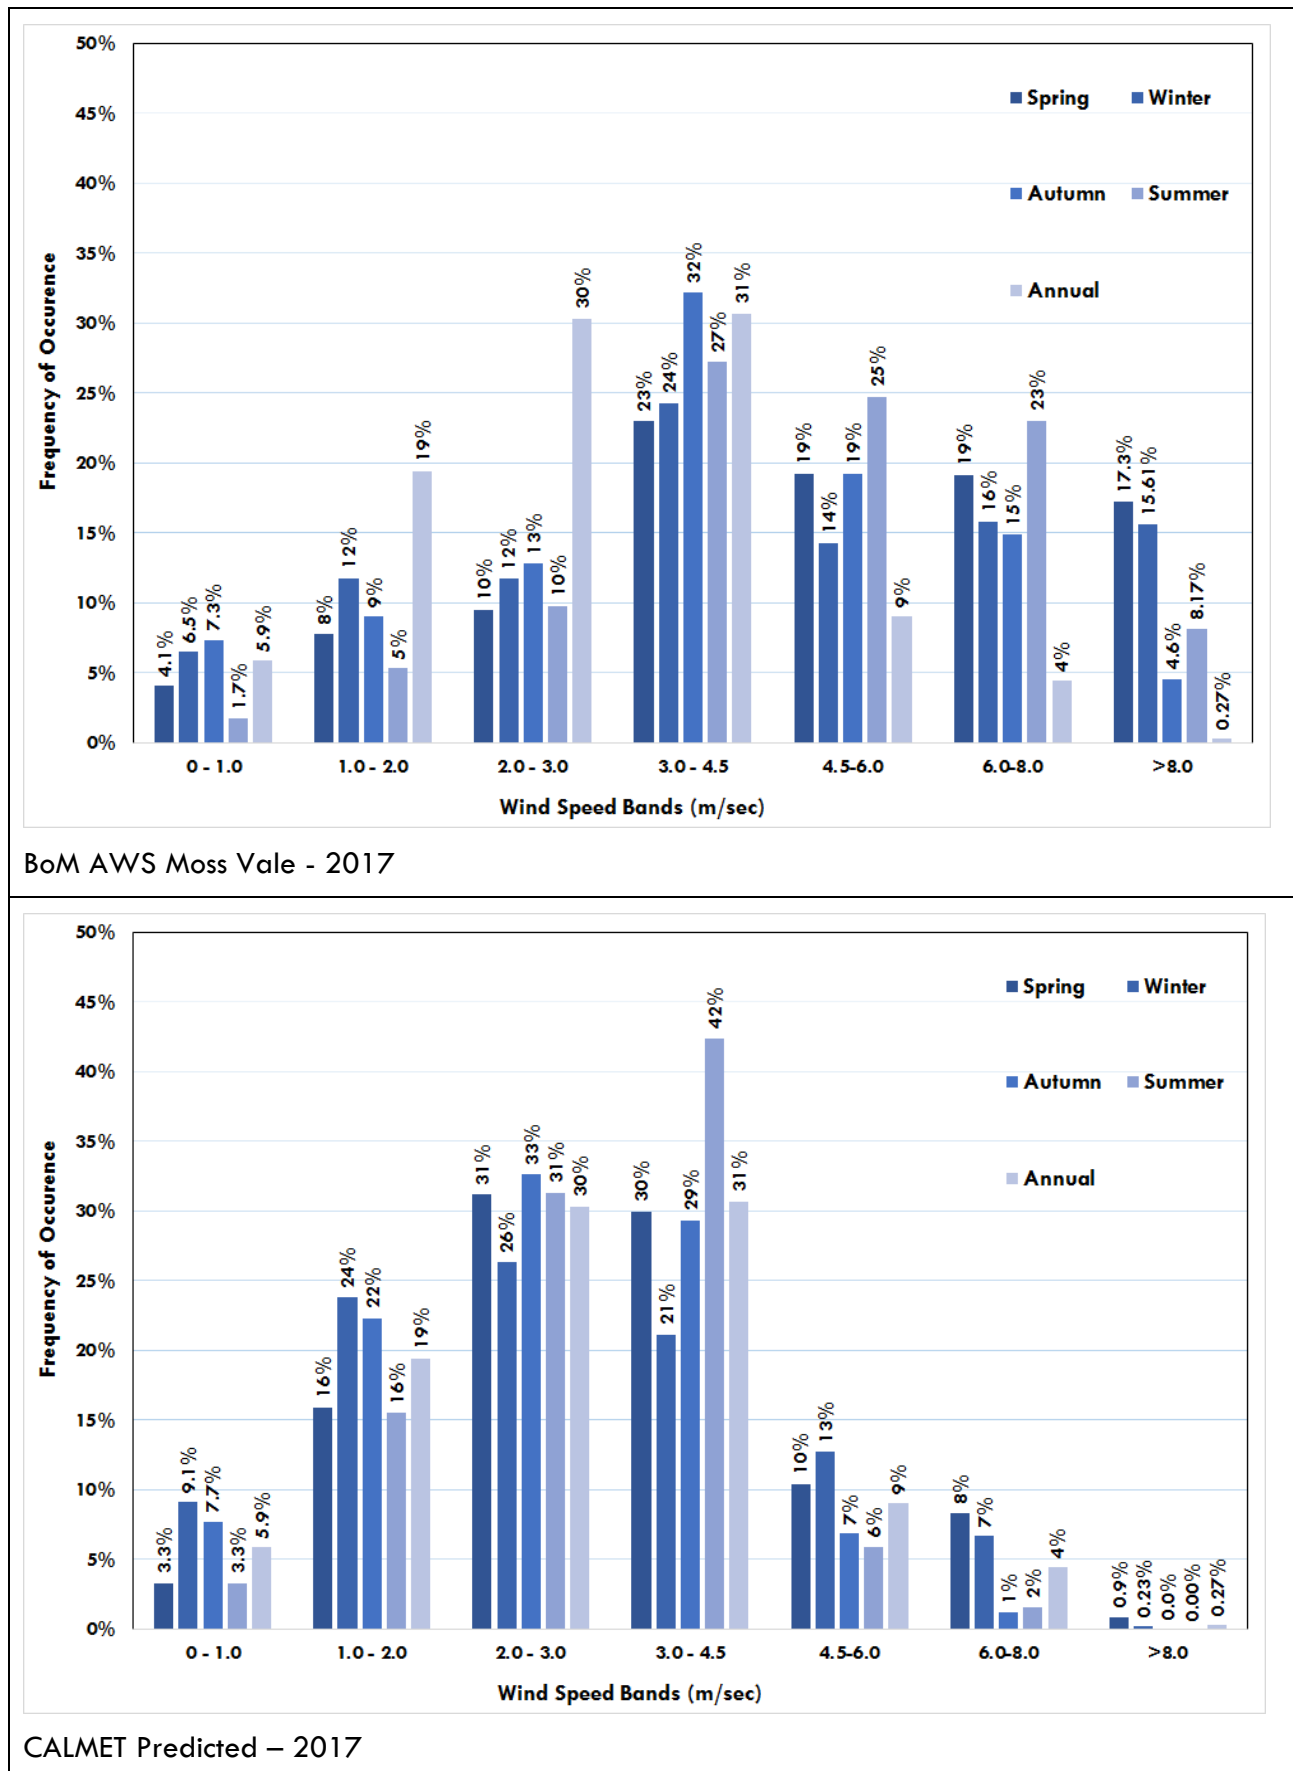 50%
45%
40%
35%
30%
25%
20%
15%
10%
5%
0%
Frequency of Occurence
Spring Winter
Autumn Summer
Annual
4.1% 6.5% 7.3% 1.7% 5.9%
8% 12% 9% 5% 19%
10% 12% 13% 10% 30%
23% 24% 32% 27% 31%
19% 14% 19% 25% 9%
19% 16% 15% 23% 4%
17.3% 15.61% 4.6% 8.17% 0.27%
0 - 1.0 1.0 - 2.0 2.0 - 3.0 3.0 - 4.5 4.5-6.0 6.0-8.0 >8.0
Wind Speed Bands (m/sec)
BoM AWS Moss Vale - 2017
50%
45%
40%
35%
30%
25%
20%
15%
10%
5%
0%
Frequency of Occurence
Spring Winter
Autumn Summer
Annual
3.3% 9.1% 7.7% 3.3% 5.9%
16% 24% 22% 16% 19%
31% 26% 33% 31% 30%
30% 21% 29% 42% 31%
10% 13% 7% 6% 9%
8% 7% 1% 2% 4%
0.9% 0.23% 0.0% 0.00% 0.27%
0 - 1.0 1.0 - 2.0 2.0 - 3.0 3.0 - 4.5 4.5-6.0 6.0-8.0 >8.0
Wind Speed Bands (m/sec)
CALMET Predicted – 2017